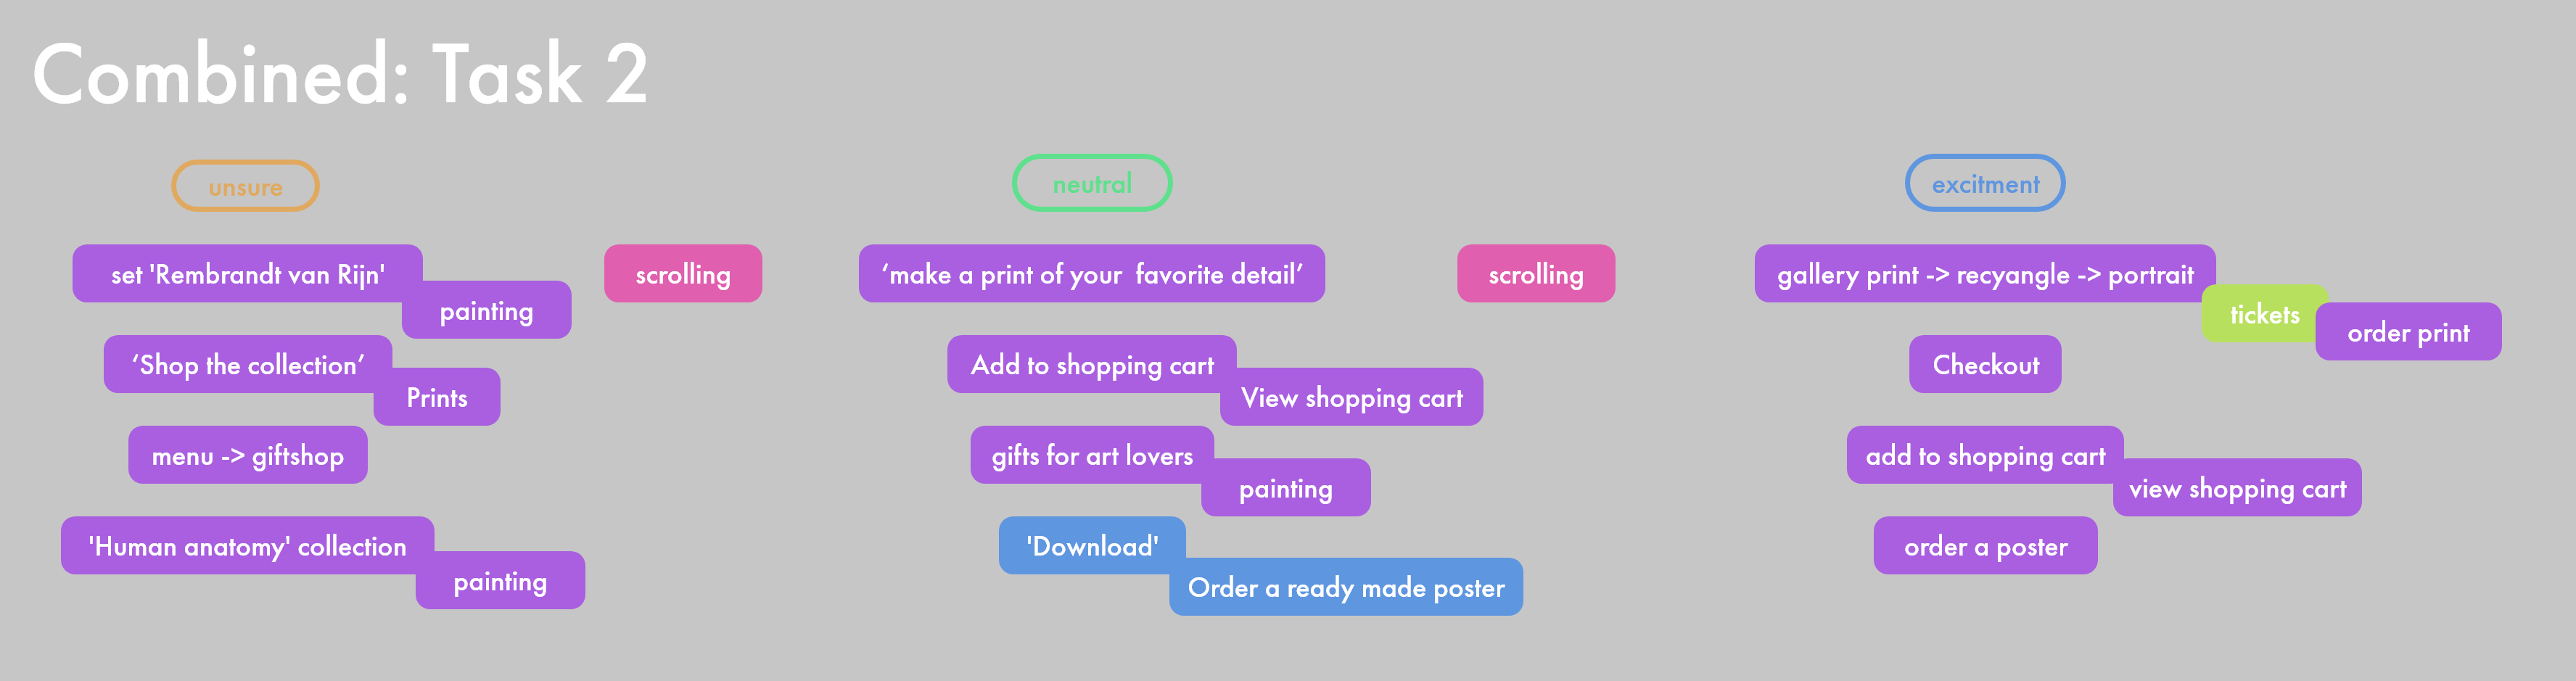 Combined: Task 2
unsure
set 'Rembrandt van Rijn'
painting
scrolling
‘Shop the collection’
Prints
menu -> giftshop
'Human anatomy' collection
painting
neutral
‘make a print of your  favorite detail’
scrolling
Add to shopping cart
View shopping cart
gifts for art lovers
painting
'Download'
Order a ready made poster
excitment
gallery print -> recyangle -> portrait
tickets
order print
Checkout
add to shopping cart
view shopping cart
order a poster